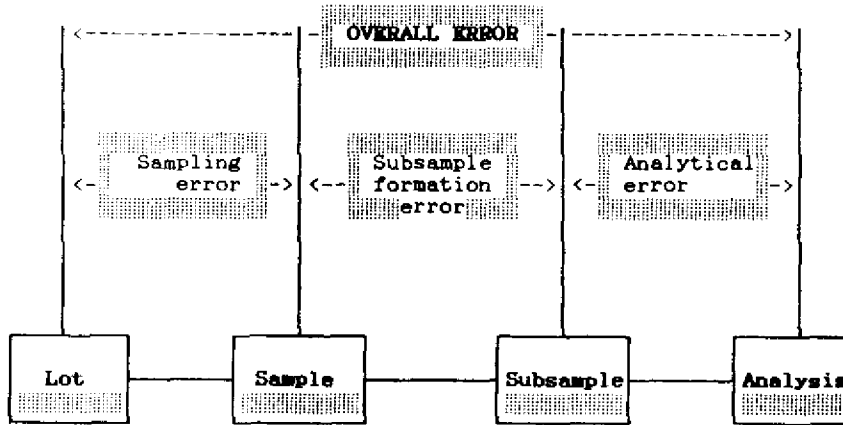 OVERALL ERROR
Sampling error
Subsample formation error
Analytical error
Lot
Sample
Subsample
Analysis